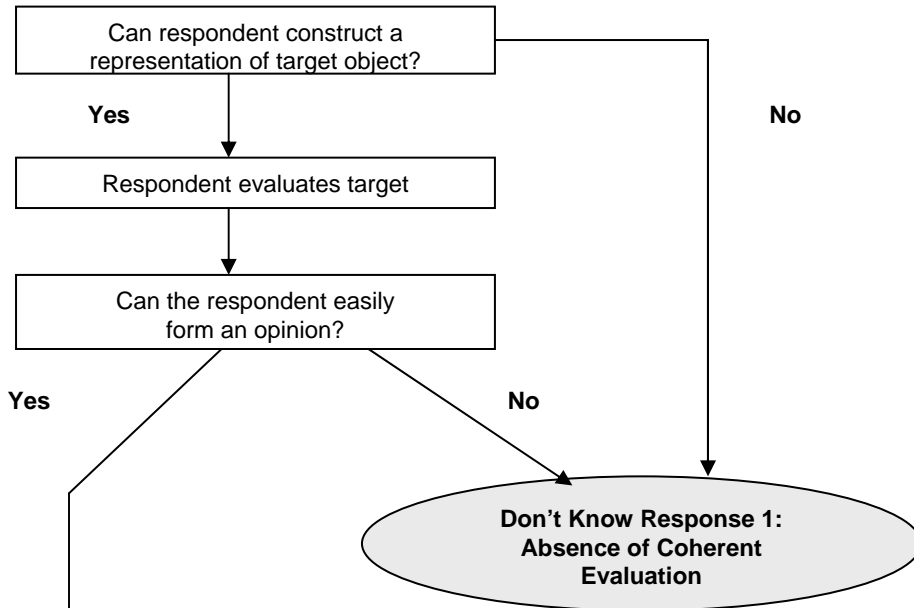 Can respondent construct a
representation of target object?
Yes
No
Respondent evaluates target
Can the respondent easily
form an opinion?
Yes
No
Don’t Know Response 1:
Absence of Coherent
Evaluation